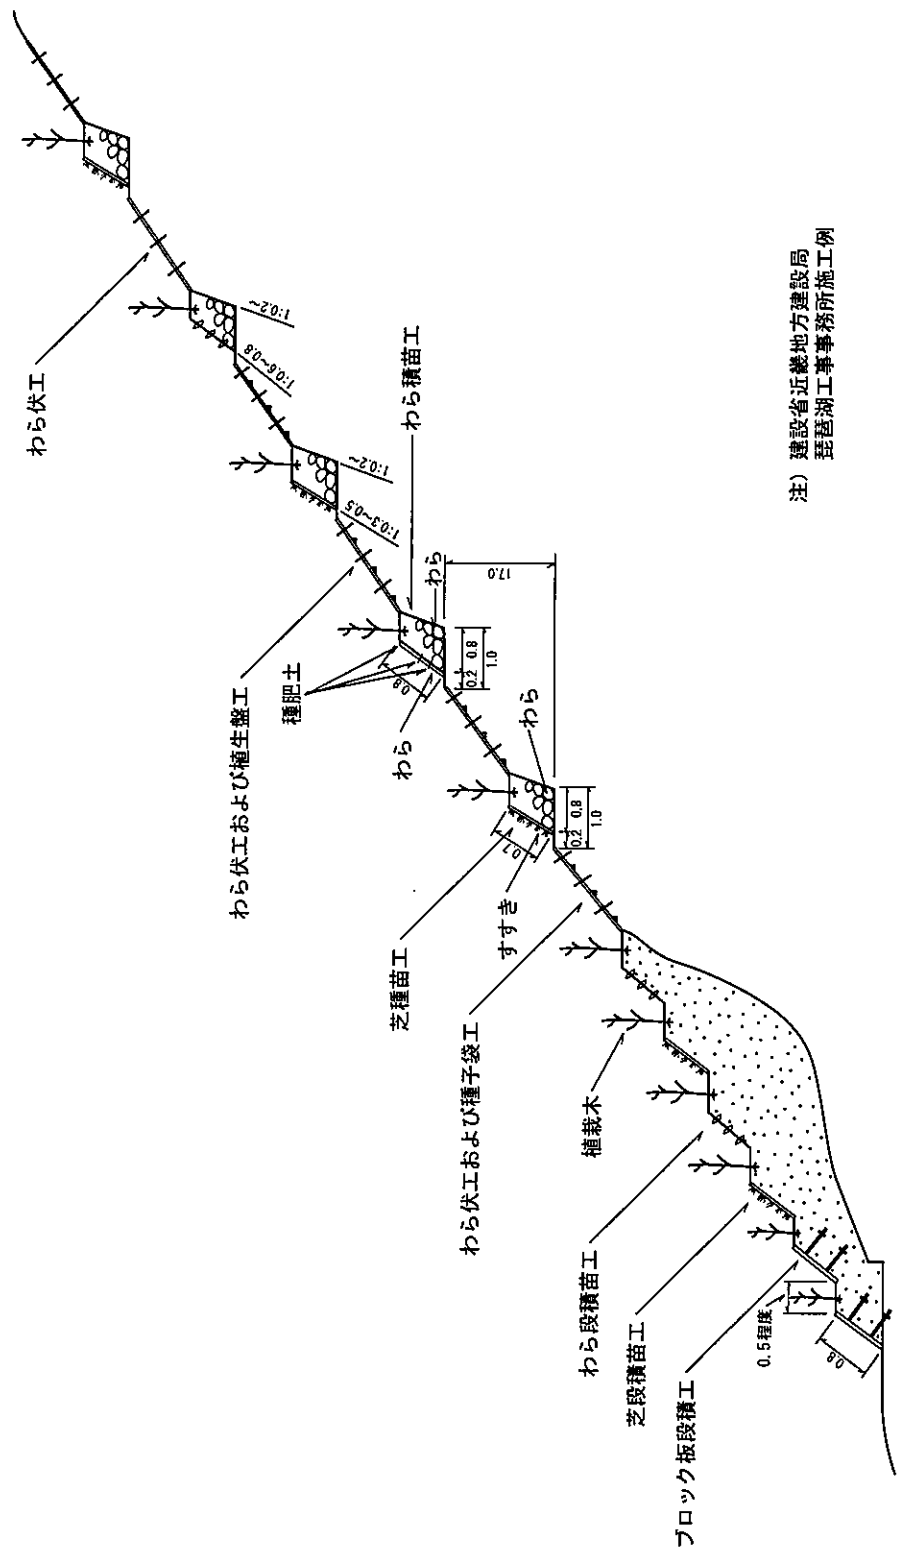 わら伏工
1:0.2~
1:0.6~0.8
わら積苗工
1:0.2~
1:0.3~0.5
わら伏工および植生盤工
種肥土
わら
わら
0.8
17.0
0.2 0.8
1.0
わら
0.7
0.2 0.8
1.0
芝種苗工
すすき
わら伏工および種子袋工
植栽木
わら段積苗工
芝段積苗工
ブロック板段積工
0.5程度
0.8
注) 建設省近畿地方建設局
琵琶湖工事事務所施工例